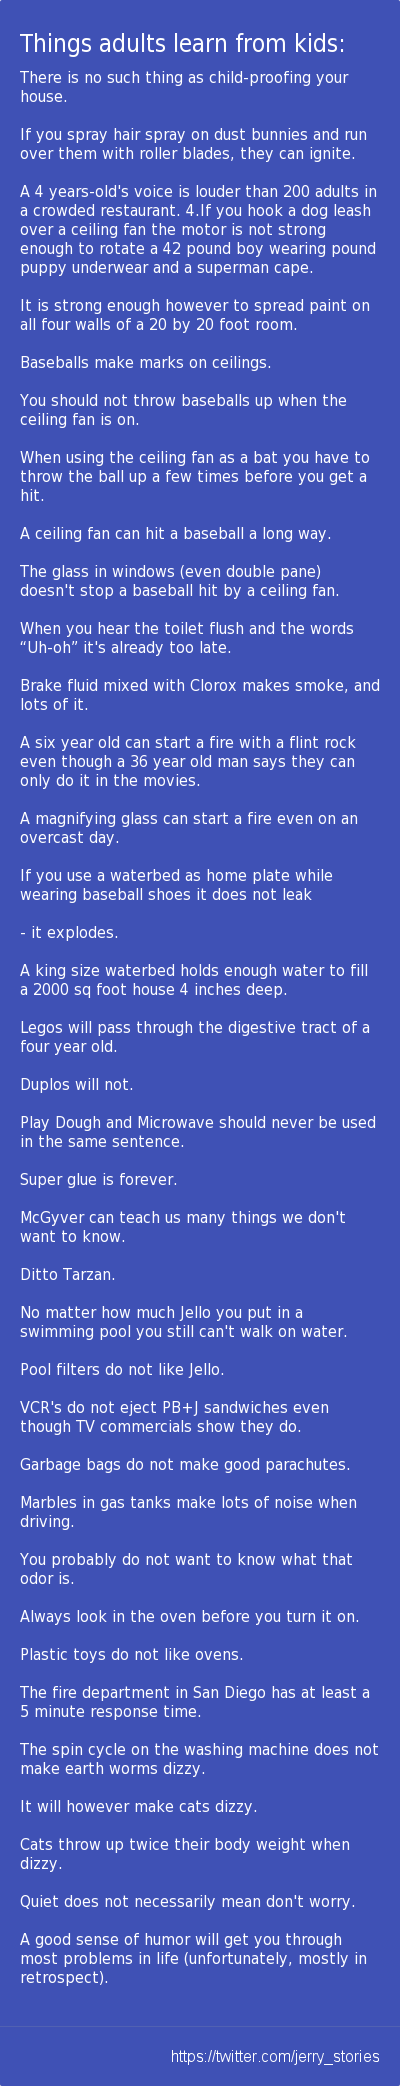 Things adults learn from kids:
There is no such thing as child-proofing your
house.
If you spray hair spray on dust bunnies and run
over them with roller blades, they can ignite.
A 4 years-old's voice is louder than 200 adults in
a crowded restaurant. 4.If you hook a dog leash
over a ceiling fan the motor is not strong
enough to rotate a 42 pound boy wearing pound
puppy underwear and a superman cape.
It is strong enough however to spread paint on
all four walls of a 20 by 20 foot room.
Baseballs make marks on ceilings.
You should not throw baseballs up when the
ceiling fan is on.
When using the ceiling fan as a bat you have to
throw the ball up a few times before you get a
hit.
A ceiling fan can hit a baseball a long way.
The glass in windows (even double pane)
doesn't stop a baseball hit by a ceiling fan.
When you hear the toilet flush and the words
“Uh-oh” it's already too late.
Brake fluid mixed with Clorox makes smoke, and
lots of it.
A six year old can start a fire with a flint rock
even though a 36 year old man says they can
only do it in the movies.
A magnifying glass can start a fire even on an
overcast day.
If you use a waterbed as home plate while
wearing baseball shoes it does not leak
- it explodes.
A king size waterbed holds enough water to fill
a 2000 sq foot house 4 inches deep.
Legos will pass through the digestive tract of a
four year old.
Duplos will not.
Play Dough and Microwave should never be used
in the same sentence.
Super glue is forever.
McGyver can teach us many things we don't
want to know.
Ditto Tarzan.
No matter how much Jello you put in a
swimming pool you still can't walk on water.
Pool filters do not like Jello.
VCR's do not eject PB+J sandwiches even
though TV commercials show they do.
Garbage bags do not make good parachutes.
Marbles in gas tanks make lots of noise when
driving.
You probably do not want to know what that
odor is.
Always look in the oven before you turn it on.
Plastic toys do not like ovens.
The fire department in San Diego has at least a
5 minute response time.
The spin cycle on the washing machine does not
make earth worms dizzy.
It will however make cats dizzy.
Cats throw up twice their body weight when
dizzy.
Quiet does not necessarily mean don't worry.
A good sense of humor will get you through
most problems in life (unfortunately, mostly in
retrospect).
https://twitter.com/jerry_stories